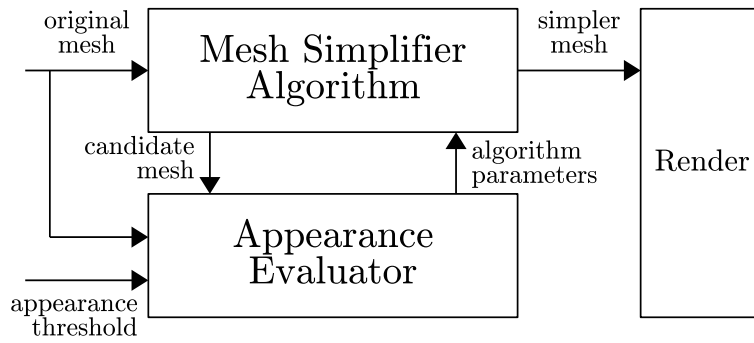 original
mesh
Mesh Simplifier
Algorithm
simpler
mesh
candidate
mesh
algorithm
parameters
Render
Appearance
Evaluator
appearance
threshold